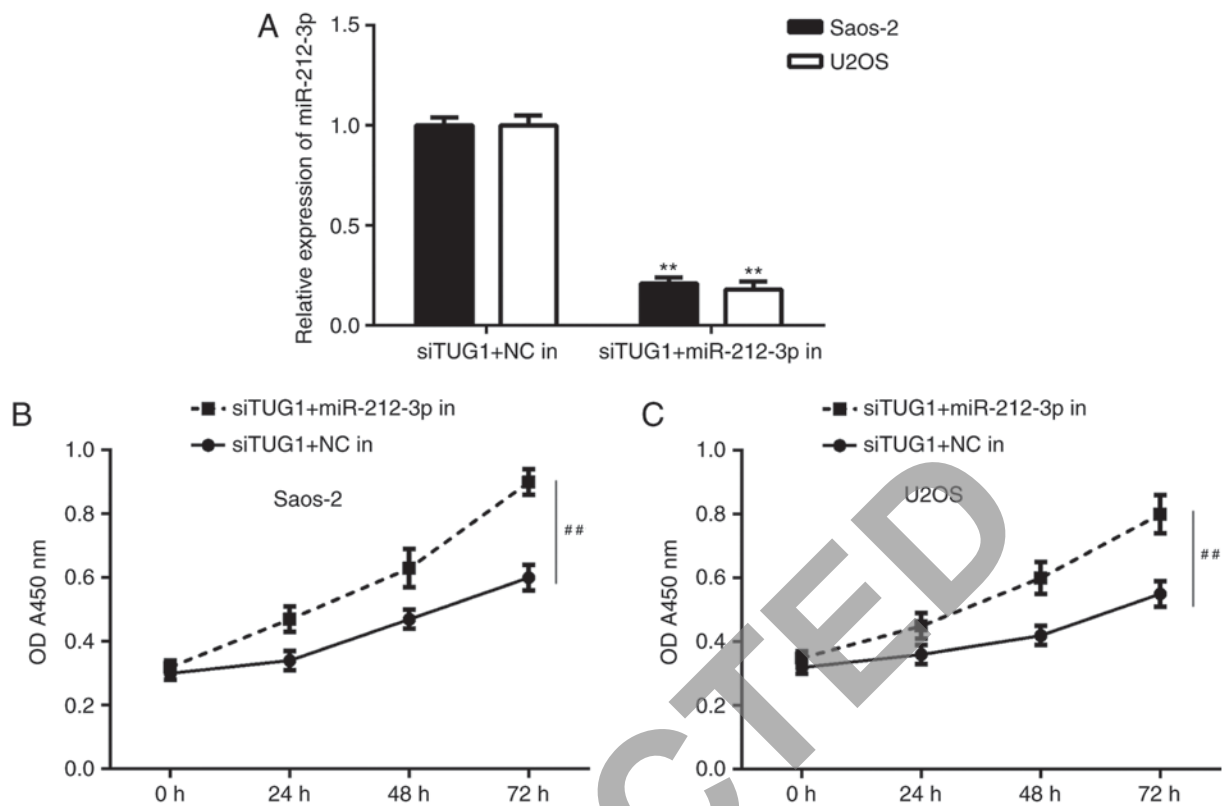 A
Relative expression of miR-212-3p
1.5
1.0
0.5
0.0
Saos-2
U2OS
** **
siTUG1+NC in siTUG1+miR-212-3p in
B
siTUG1+miR-212-3p in
siTUG1+NC in
Saos-2
OD A450 nm
1.0
0.8
0.6
0.4
0.2
0.0
##
0 h 24 h 48 h 72 h
C
siTUG1+miR-212-3p in
siTUG1+NC in
U2OS
OD A450 nm
1.0
0.8
0.6
0.4
0.2
0.0
##
0 h 24 h 48 h 72 h
CTED